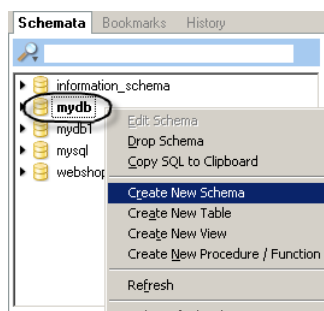 Schemata Bookmarks History
information_schema
mydb
mydb1
mysql
webshop
Edit Schema
Drop Schema
Copy SQL to Clipboard
Create New Schema
Create New Table
Create New View
Create New Procedure / Function
Refresh